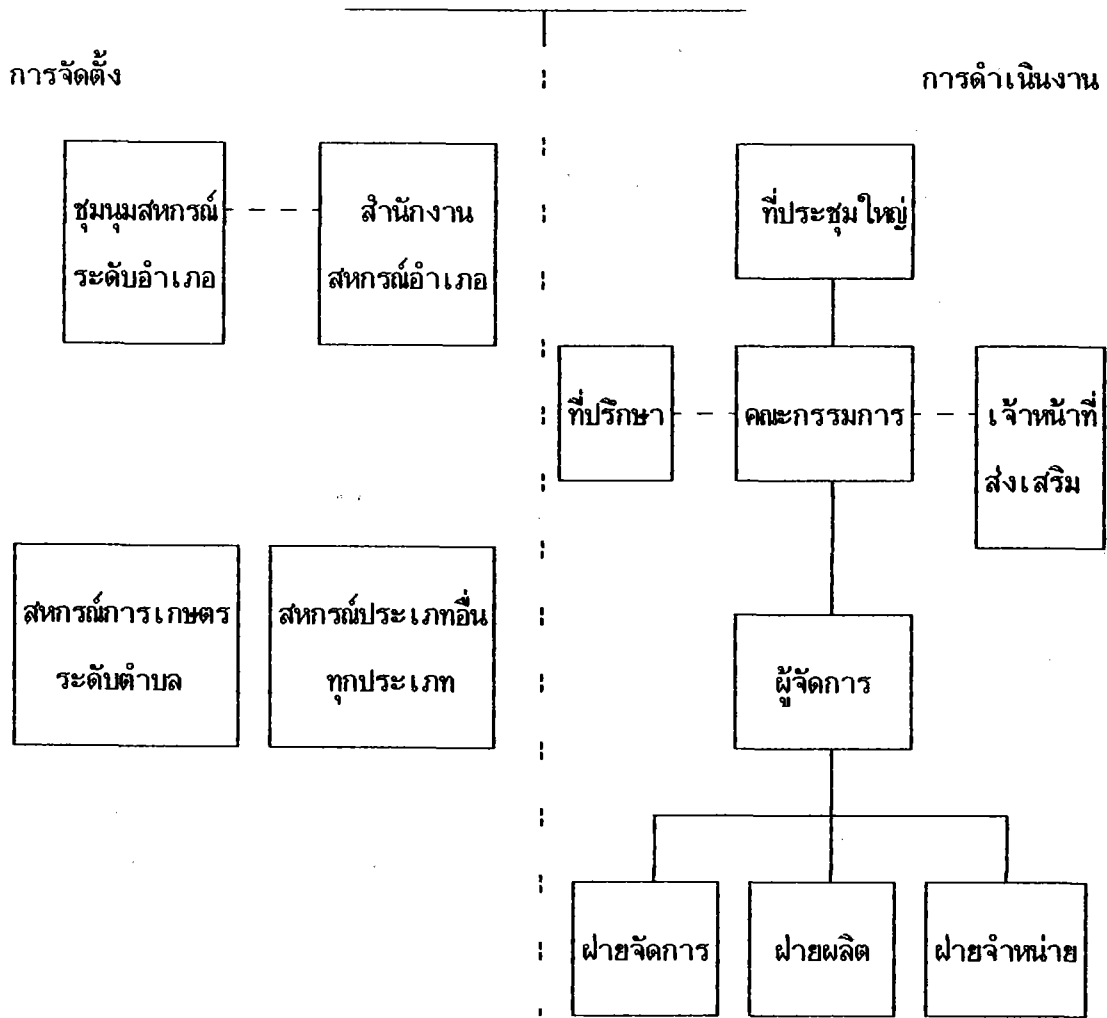 การจัดตั้ง
การดำเนินงาน
ชุมนุมสหกรณ์
ระดับอำเภอ
สำนักงาน
สหกรณ์อำเภอ
ที่ประชุมใหญ่
ที่ปรึกษา
คณะกรรมการ
เจ้าหน้าที่
ส่งเสริม
สหกรณ์การเกษตร
ระดับตำบล
สหกรณ์ประเภทอื่น
ทุกประเภท
ผู้จัดการ
ฝ่ายจัดการ
ฝ่ายผลิต
ฝ่ายจำหน่าย